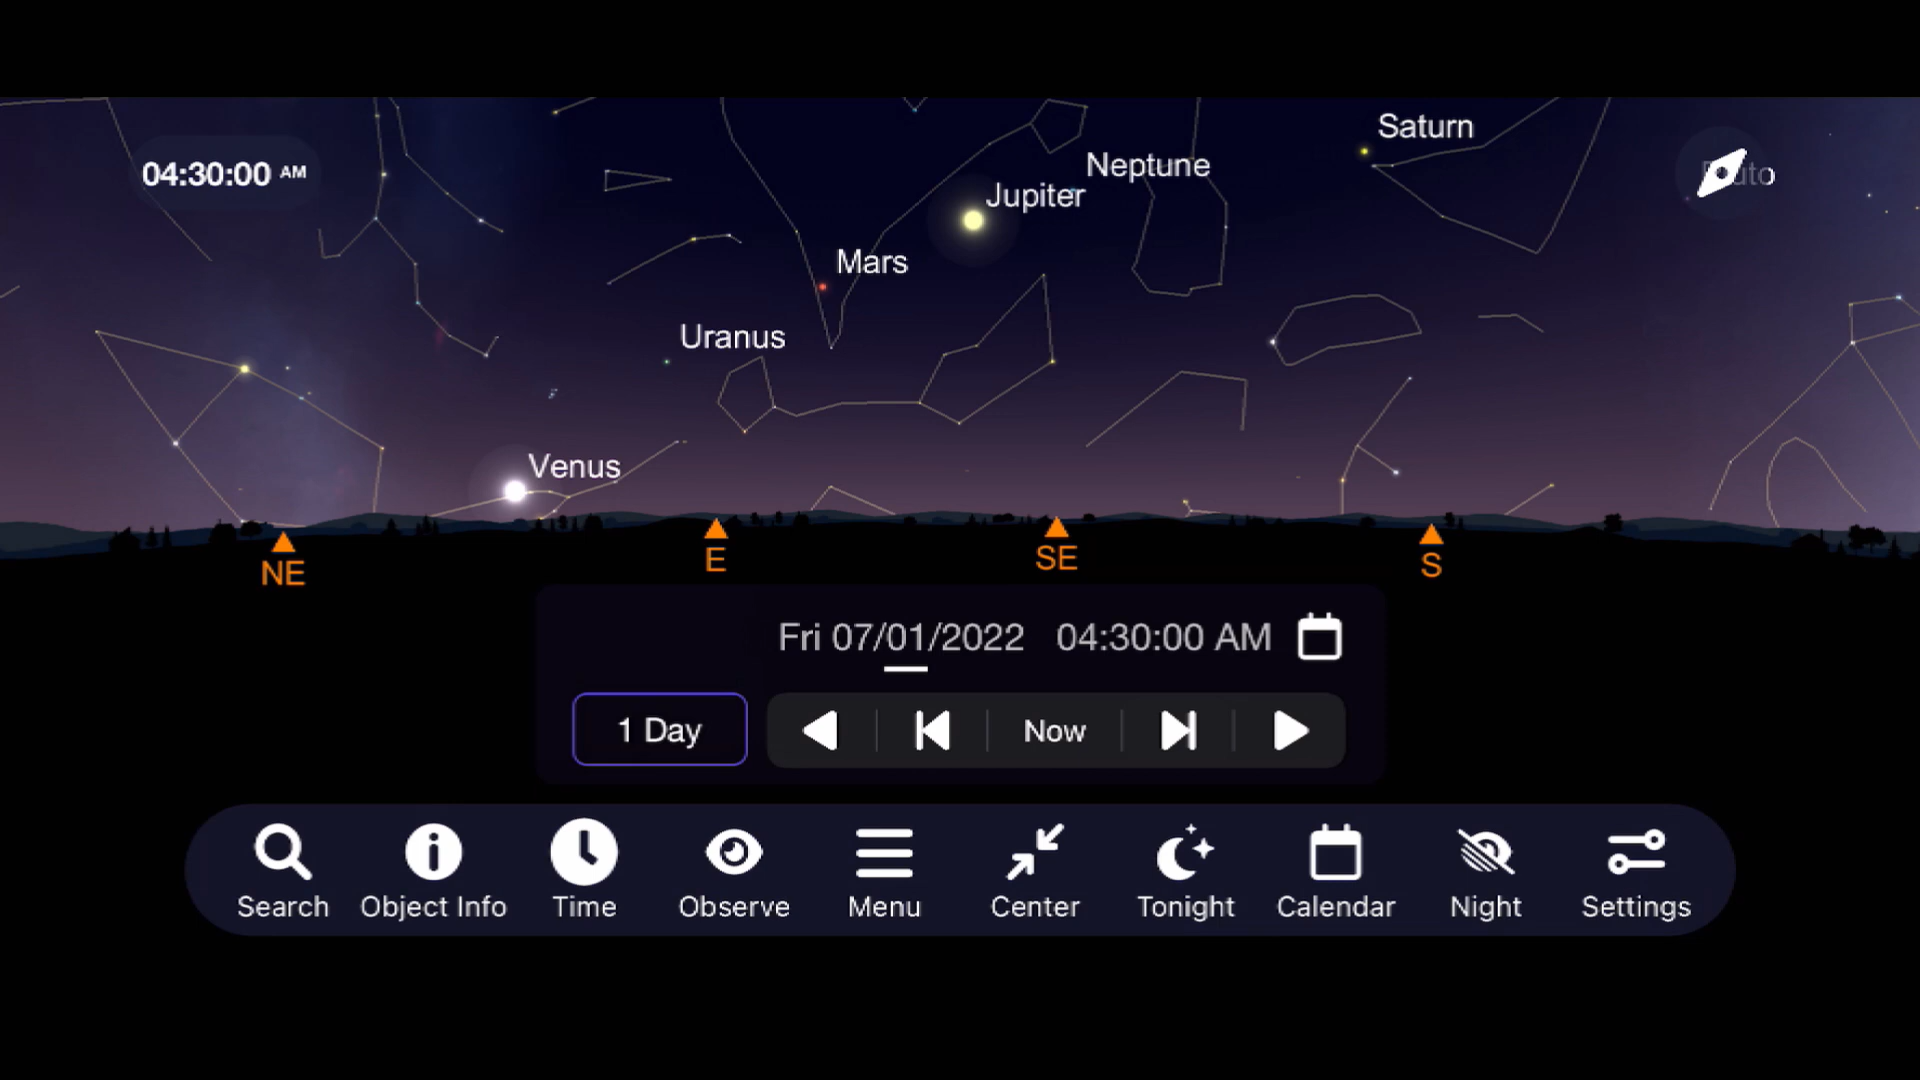 Saturn
04:30:00 AM
Neptune
Jupiter
Mars
Uranus
Venus
NE
E
SE
S
Fri 07/01/2022 04:30:00 AM
1 Day
Now
Search
Object Info
Time
Observe
Menu
Center
Tonight
Calendar
Night
Settings